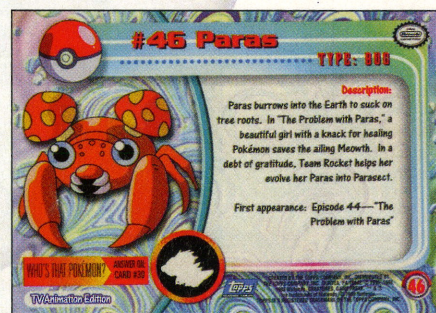 #46 Paras
TYPE: BUG
Description:
Paras burrows into the Earth to suck on
tree roots. In "The Problem with Paras," a
beautiful girl with a knack for healing
Pokémon saves the ailing Meowth. In a
debt of gratitude, Team Rocket helps her
evolve her Paras into Parasect.
First appearance: Episode 44---"The
Problem with Paras"
WHO'S THAT POKÉMON?
ANSWER ON
CARD #30
TV Animation Edition
Topps
46